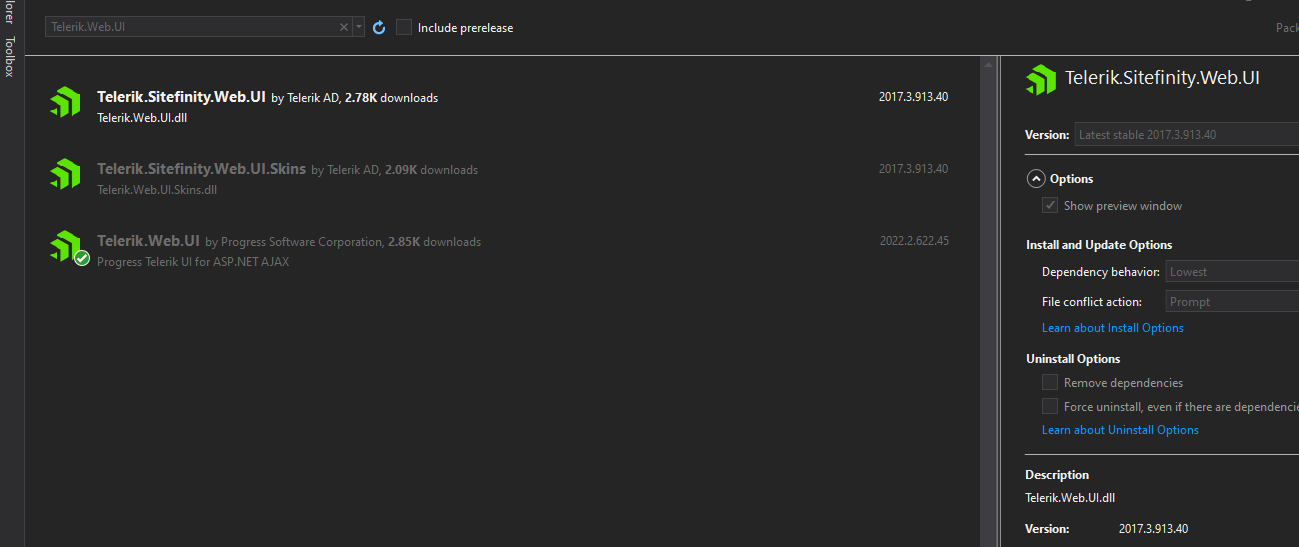 lorer
Toolbox
Telerik.Web.UI
Include prerelease
Pack
Telerik.Sitefinity.Web.UI by Telerik AD, 2.78K downloads 2017.3.913.40
Telerik.Web.UI.dll
Telerik.Sitefinity.Web.UI.Skins by Telerik AD, 2.09K downloads 2017.3.913.40
Telerik.Web.UI.Skins.dll
Telerik.Web.UI by Progress Software Corporation, 2.85K downloads 2022.2.622.45
Progress Telerik UI for ASP.NET AJAX
Telerik.Sitefinity.Web.UI
Version: Latest stable 2017.3.913.40
Options
Show preview window
Install and Update Options
Dependency behavior: Lowest
File conflict action: Prompt
Learn about Install Options
Uninstall Options
Remove dependencies
Force uninstall, even if there are dependencie
Learn about Uninstall Options
Description
Telerik.Web.UI.dll
Version: 2017.3.913.40